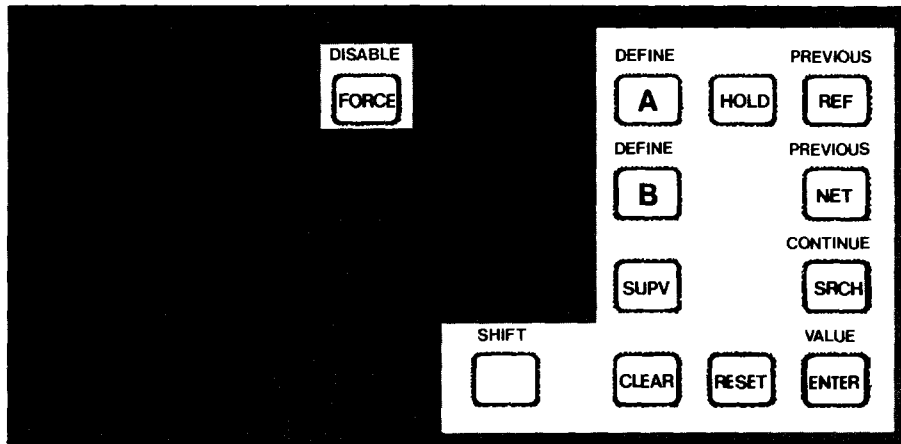 DISABLE
FORCE
DEFINE
PREVIOUS
A
HOLD
REF
DEFINE
PREVIOUS
B
NET
CONTINUE
SUPV
SRCH
SHIFT
VALUE
CLEAR
RESET
ENTER